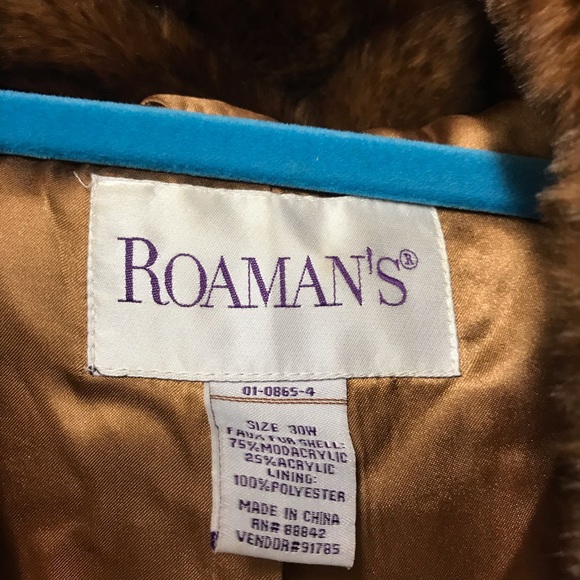 ROAMAN'S®
01-0865-4
SIZE 30W
FAUX FUR SHELL:
75%MODACRYLIC
25%ACRYLIC
LINING:
100%POLYESTER
MADE IN CHINA
RN# 88842
VENDOR#91785